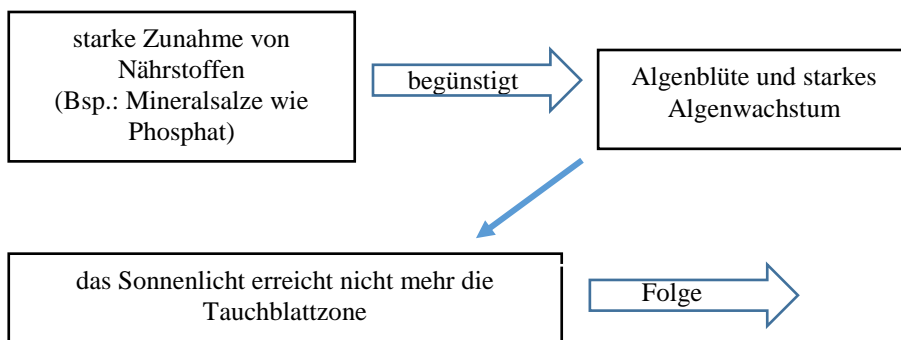 starke Zunahme von
Nährstoffen
(Bsp.: Mineralsalze wie
Phosphat)
begünstigt
Algenblüte und starkes
Algenwachstum
das Sonnenlicht erreicht nicht mehr die
Tauchblattzone
Folge